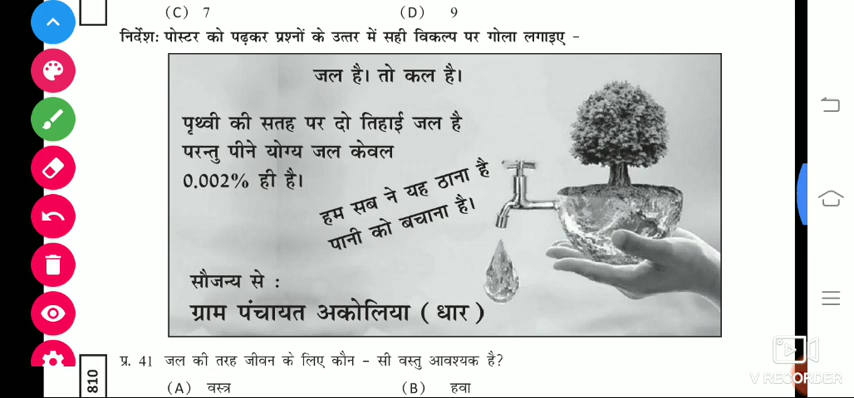 (C) 7 (D) 9
निर्देश: पोस्टर को पढ़कर प्रश्नों के उत्तर में सही विकल्प पर गोला लगाइए -
जल है। तो कल है।
पृथ्वी की सतह पर दो तिहाई जल है
परन्तु पीने योग्य जल केवल
0.002% ही है।
हम सब ने यह ठाना है
पानी को बचाना है।
सौजन्य से :
ग्राम पंचायत अकोलिया ( धार )
प्र. 41 जल की तरह जीवन के लिए कौन - सी वस्तु आवश्यक है?
810
(A) वस्त्र (B) हवा
V RECORDER